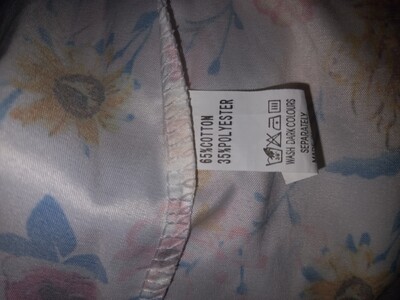 65%COTTON
35%POLYESTER
WASH DARK COLOURS
SEPARATELY